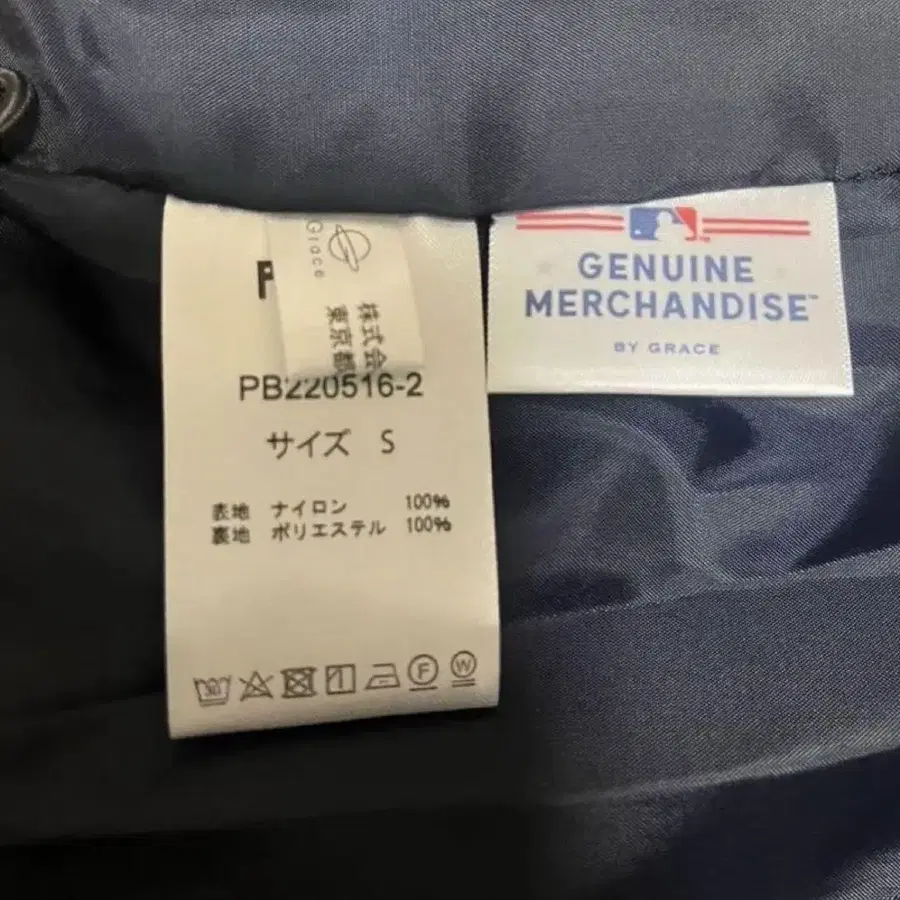 Grace
株式会
東京都
PB220516-2
サイズ S
表地 ナイロン 100%
裏地 ポリエステル 100%
30
F
W
GENUINE
MERCHANDISE™
BY GRACE